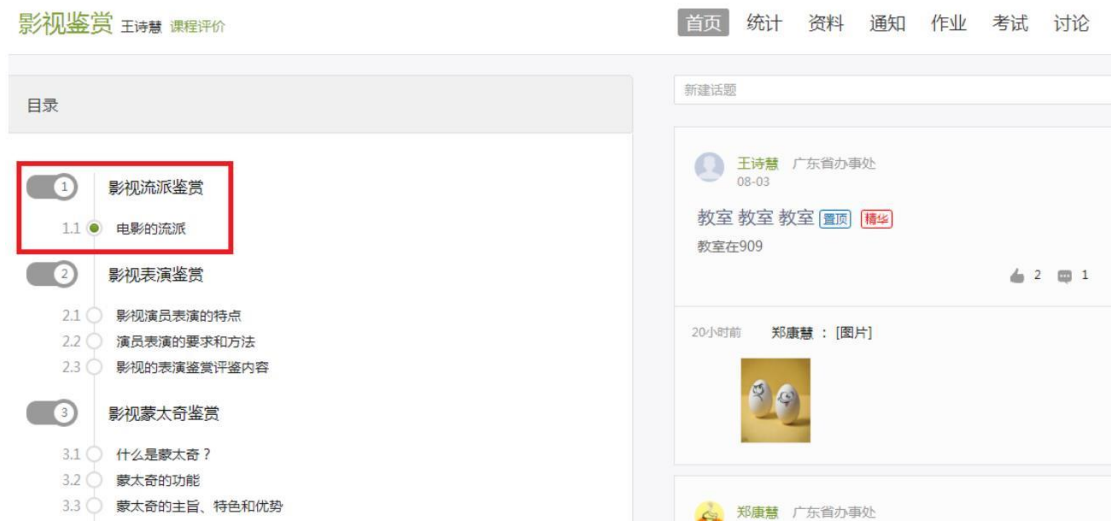 影视鉴赏 王诗慧 课程评价
首页 统计 资料 通知 作业 考试 讨论
目录
1 影视流派鉴赏
1.1 电影的流派
2 影视表演鉴赏
2.1 影视演员表演的特点
2.2 演员表演的要求和方法
2.3 影视的表演鉴赏评鉴内容
3 影视蒙太奇鉴赏
3.1 什么是蒙太奇？
3.2 蒙太奇的功能
3.3 蒙太奇的主旨、特色和优势
新建话题
王诗慧 广东省办事处
08-03
教室 教室 教室 置顶 精华
教室在909
2 1
20小时前 郑康慧 ： [图片]
郑康慧 广东省办事处